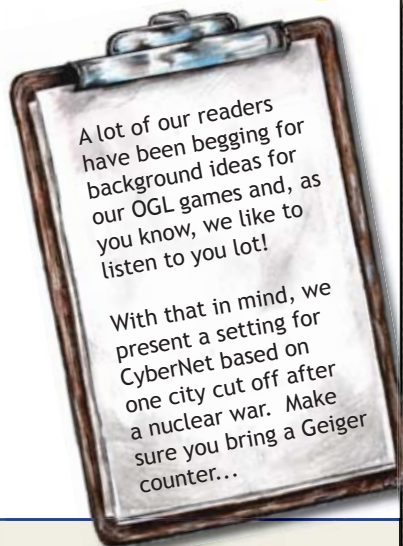 A lot of our readers
have been begging for
background ideas for
our OGL games and, as
you know, we like to
listen to you lot!
With that in mind, we
present a setting for
CyberNet based on
one city cut off after
a nuclear war.  Make
sure you bring a Geiger
counter...